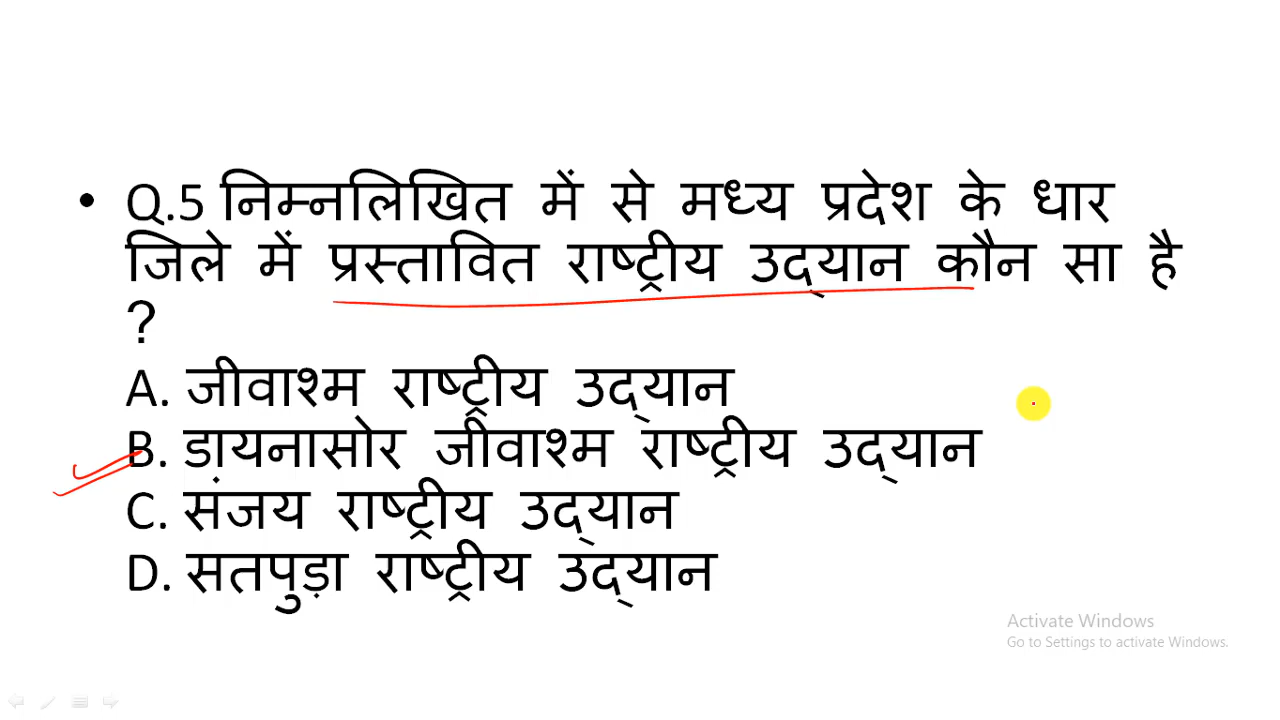 • Q.5 निम्नलिखित में से मध्य प्रदेश के धार
जिले में प्रस्तावित राष्ट्रीय उद्यान कौन सा है
?
A. जीवाश्म राष्ट्रीय उद्यान
B. डायनासोर जीवाश्म राष्ट्रीय उद्यान
C. संजय राष्ट्रीय उद्यान
D. सतपुड़ा राष्ट्रीय उद्यान
Activate Windows
Go to Settings to activate Windows.